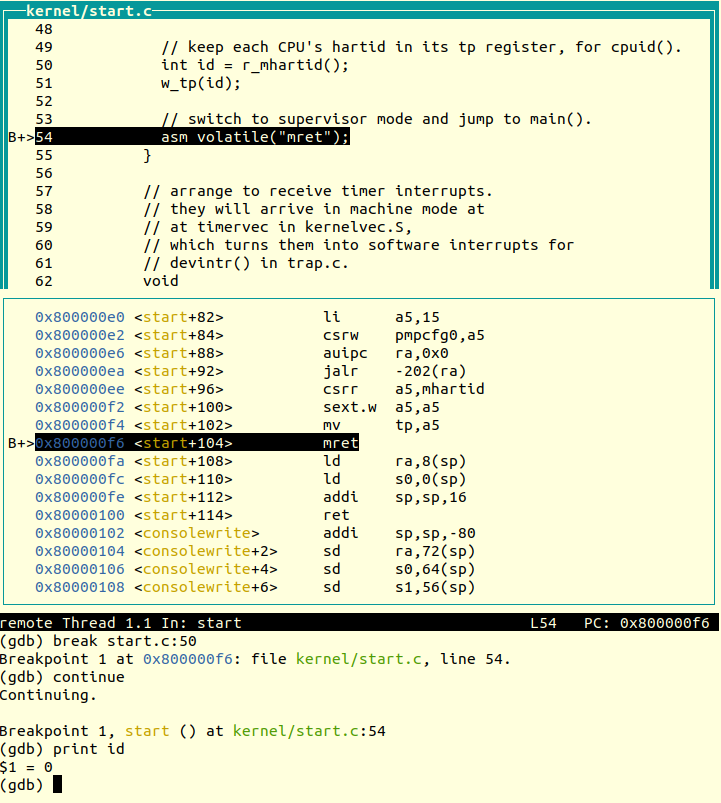 kernel/start.c
48
49 // keep each CPU's hartid in its tp register, for cpuid().
50 int id = r_mhartid();
51 w_tp(id);
52
53 // switch to supervisor mode and jump to main().
B+>54 asm volatile("mret");
55 }
56
57 // arrange to receive timer interrupts.
58 // they will arrive in machine mode at
59 // at timervec in kernelvec.S,
60 // which turns them into software interrupts for
61 // devintr() in trap.c.
62 void
0x800000e0 <start+82> li a5,15
0x800000e2 <start+84> csrw pmpcfg0,a5
0x800000e6 <start+88> auipc ra,0x0
0x800000ea <start+92> jalr -202(ra)
0x800000ee <start+96> csrr a5,mhartid
0x800000f2 <start+100> sext.w a5,a5
0x800000f4 <start+102> mv tp,a5
B+>0x800000f6 <start+104> mret
0x800000fa <start+108> ld ra,8(sp)
0x800000fc <start+110> ld s0,0(sp)
0x800000fe <start+112> addi sp,sp,16
0x80000100 <start+114> ret
0x80000102 <consolewrite> addi sp,sp,-80
0x80000104 <consolewrite+2> sd ra,72(sp)
0x80000106 <consolewrite+4> sd s0,64(sp)
0x80000108 <consolewrite+6> sd s1,56(sp)
remote Thread 1.1 In: start L54 PC: 0x800000f6
(gdb) break start.c:50
Breakpoint 1 at 0x800000f6: file kernel/start.c, line 54.
(gdb) continue
Continuing.
Breakpoint 1, start () at kernel/start.c:54
(gdb) print id
$1 = 0
(gdb)